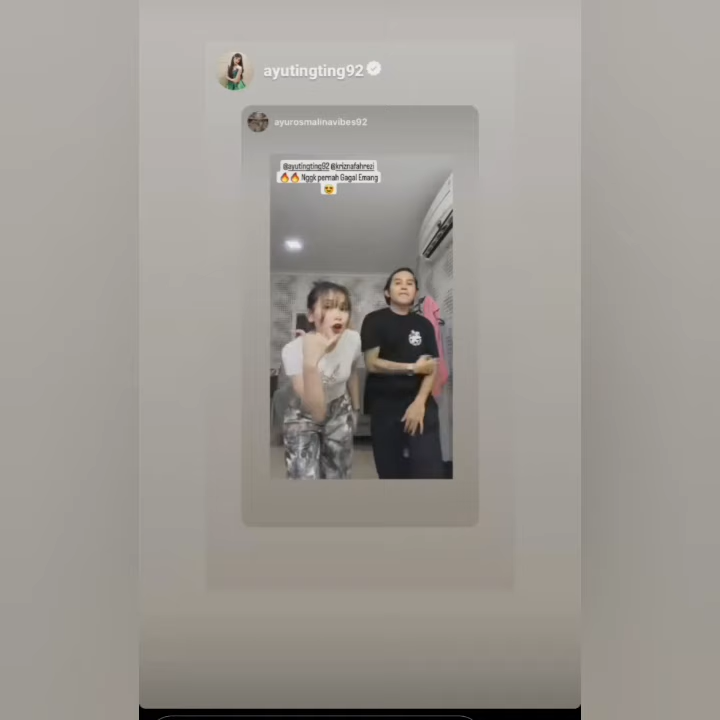 ayutingting92
ayurosmalinavibes92
@ayutingting92 @kriznafahrezi
🔥🔥 Nggk pernah Gagal Emang